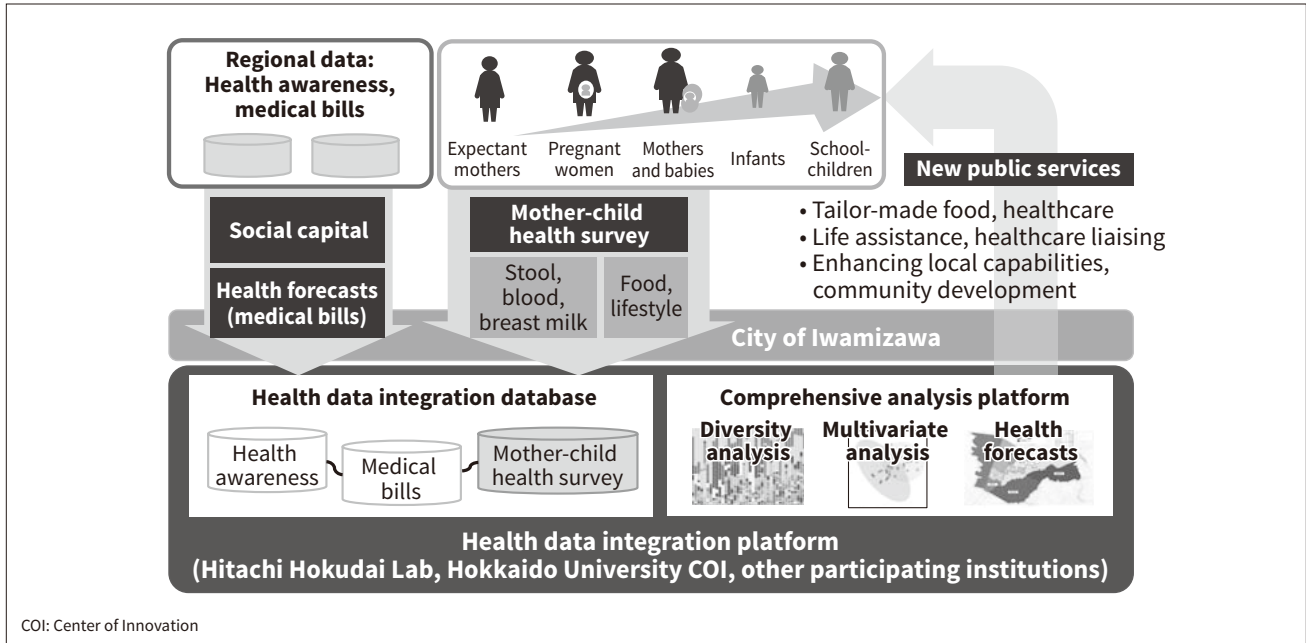 Regional data:
Health awareness,
medical bills
Expectant
mothers
Pregnant
women
Mothers
and babies
Infants
School-
children
New public services
• Tailor-made food, healthcare
• Life assistance, healthcare liaising
• Enhancing local capabilities,
community development
Social capital
Health forecasts
(medical bills)
Mother-child
health survey
Stool,
blood,
breast milk
Food,
lifestyle
City of Iwamizawa
Health data integration database
Health
awareness
Medical
bills
Mother-child
health survey
Comprehensive analysis platform
Diversity
analysis
Multivariate
analysis
Health
forecasts
Health data integration platform
(Hitachi Hokudai Lab, Hokkaido University COI, other participating institutions)
COI: Center of Innovation